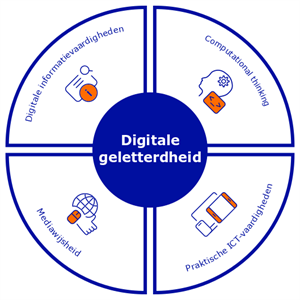 Digitale informatievaardigheden
Computational thinking
Digitale
geletterdheid
Mediawijsheid
Praktische ICT-vaardigheden